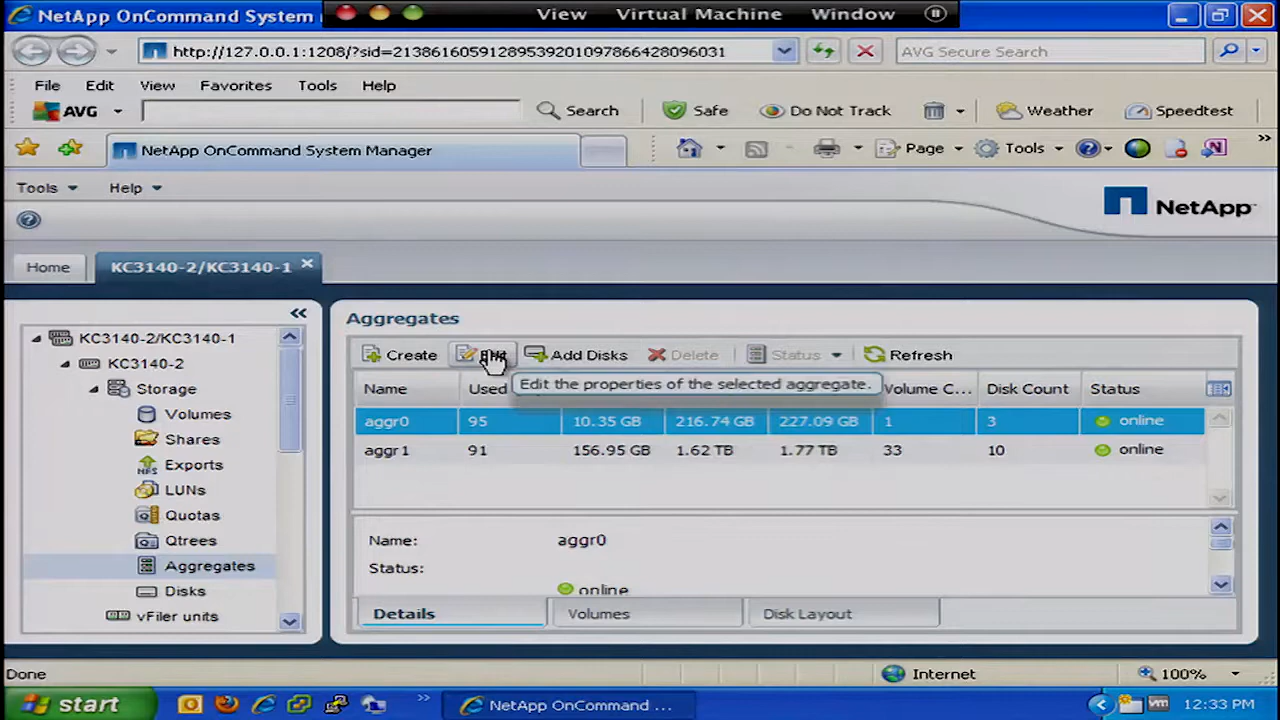 NetApp OnCommand System
View Virtual Machine Window
http://127.0.0.1:1208/?sid=21386160591289539201097866428096031
AVG Secure Search
File Edit View Favorites Tools Help
AVG Search Safe Do Not Track Weather Speedtest
NetApp OnCommand System Manager
Page Tools
Tools Help
NetApp
Home KC3140-2/KC3140-1
KC3140-2/KC3140-1
KC3140-2
Storage
Volumes
Shares
Exports
LUNs
Quotas
Qtrees
Aggregates
Disks
vFiler units
Aggregates
Create Edit Add Disks Delete Status Refresh
Edit the properties of the selected aggregate.
Name Used Volume C... Disk Count Status
aggr0 95 10.35 GB 216.74 GB 227.09 GB 1 3 online
aggr1 91 156.95 GB 1.62 TB 1.77 TB 33 10 online
Name: aggr0
Status:
online
Details Volumes Disk Layout
Done Internet 100%
start NetApp OnCommand ... 12:33 PM